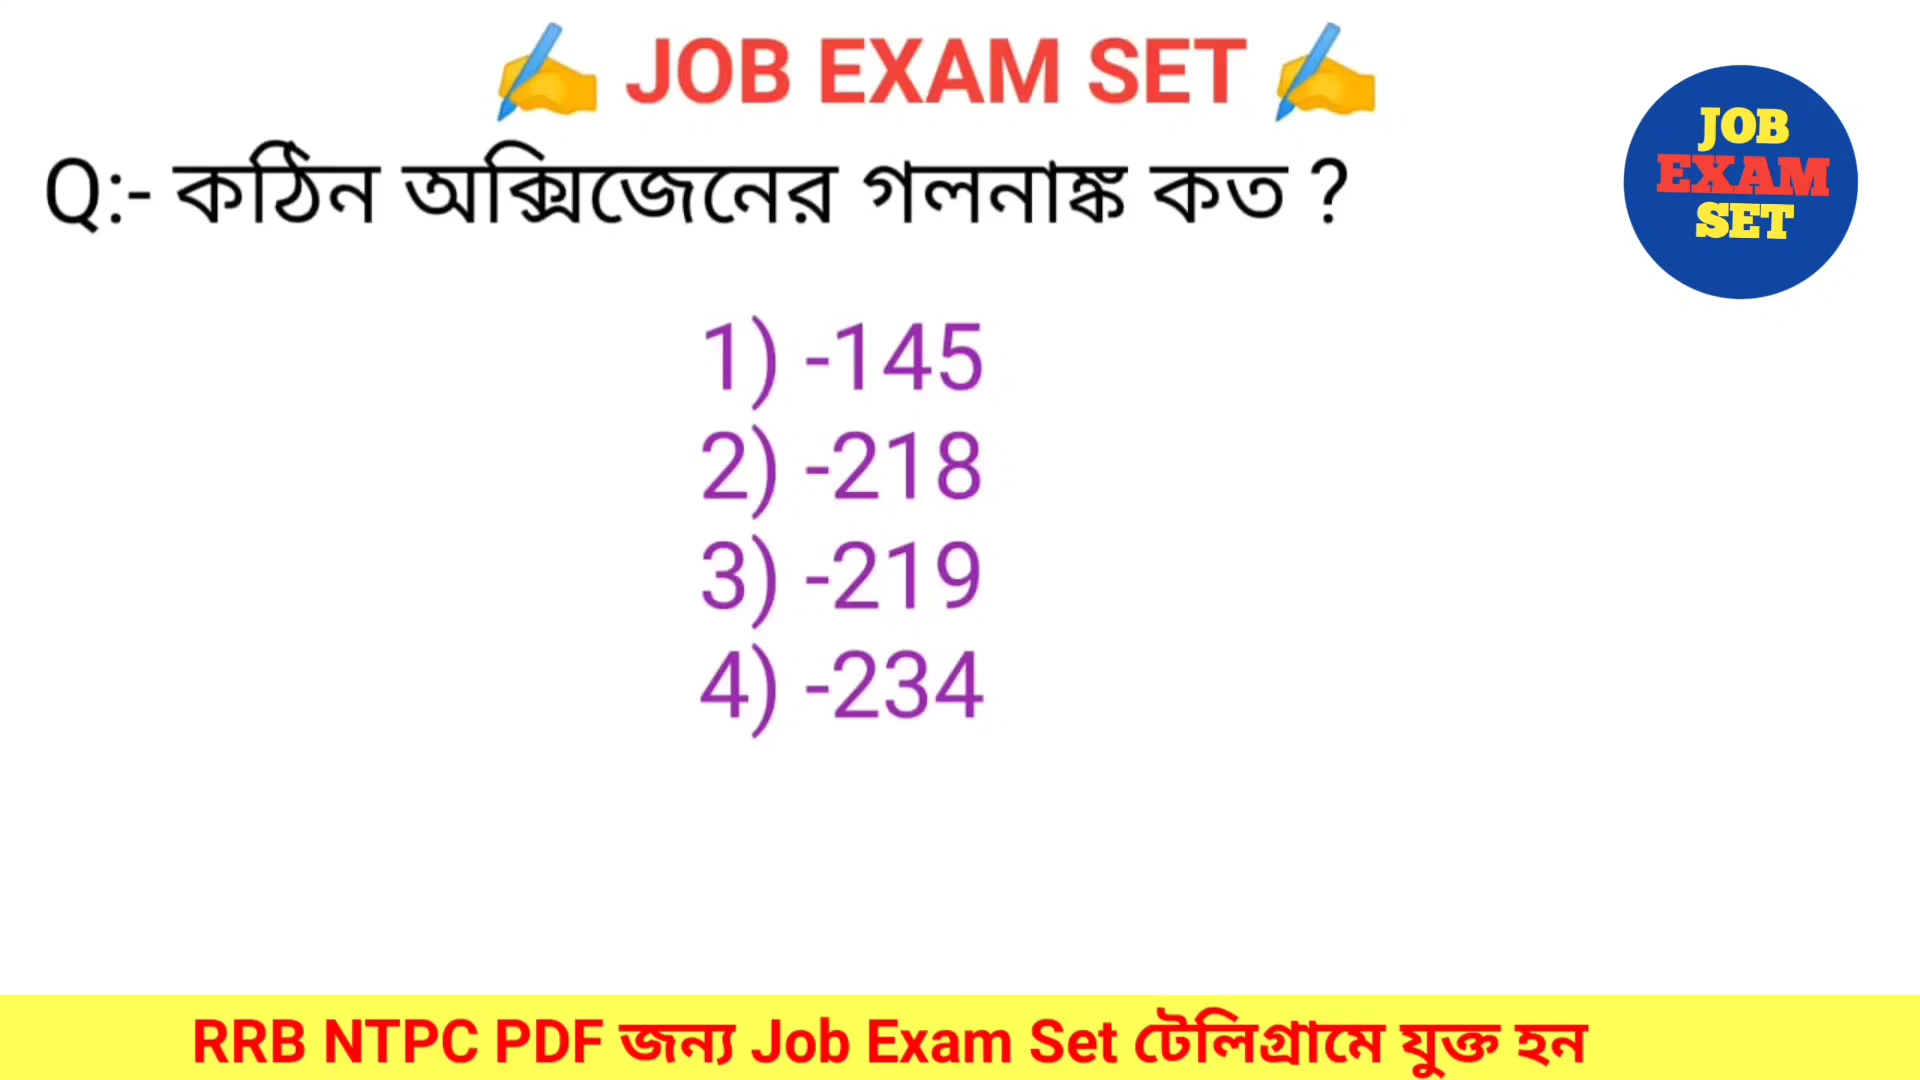 ✍️ JOB EXAM SET ✍️
JOB
EXAM
SET
Q:- কঠিন অক্সিজেনের গলনাঙ্ক কত ?
1) -145
2) -218
3) -219
4) -234
RRB NTPC PDF জন্য Job Exam Set টেলিগ্রামে যুক্ত হন